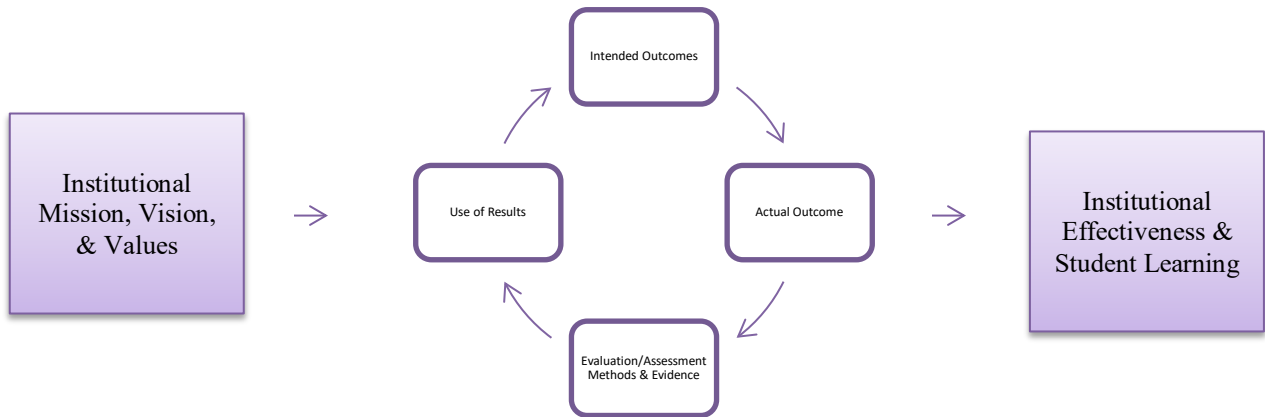 Intended Outcomes
Institutional
Mission, Vision,
& Values
Use of Results
Actual Outcome
Institutional
Effectiveness &
Student Learning
Evaluation/Assessment
Methods & Evidence